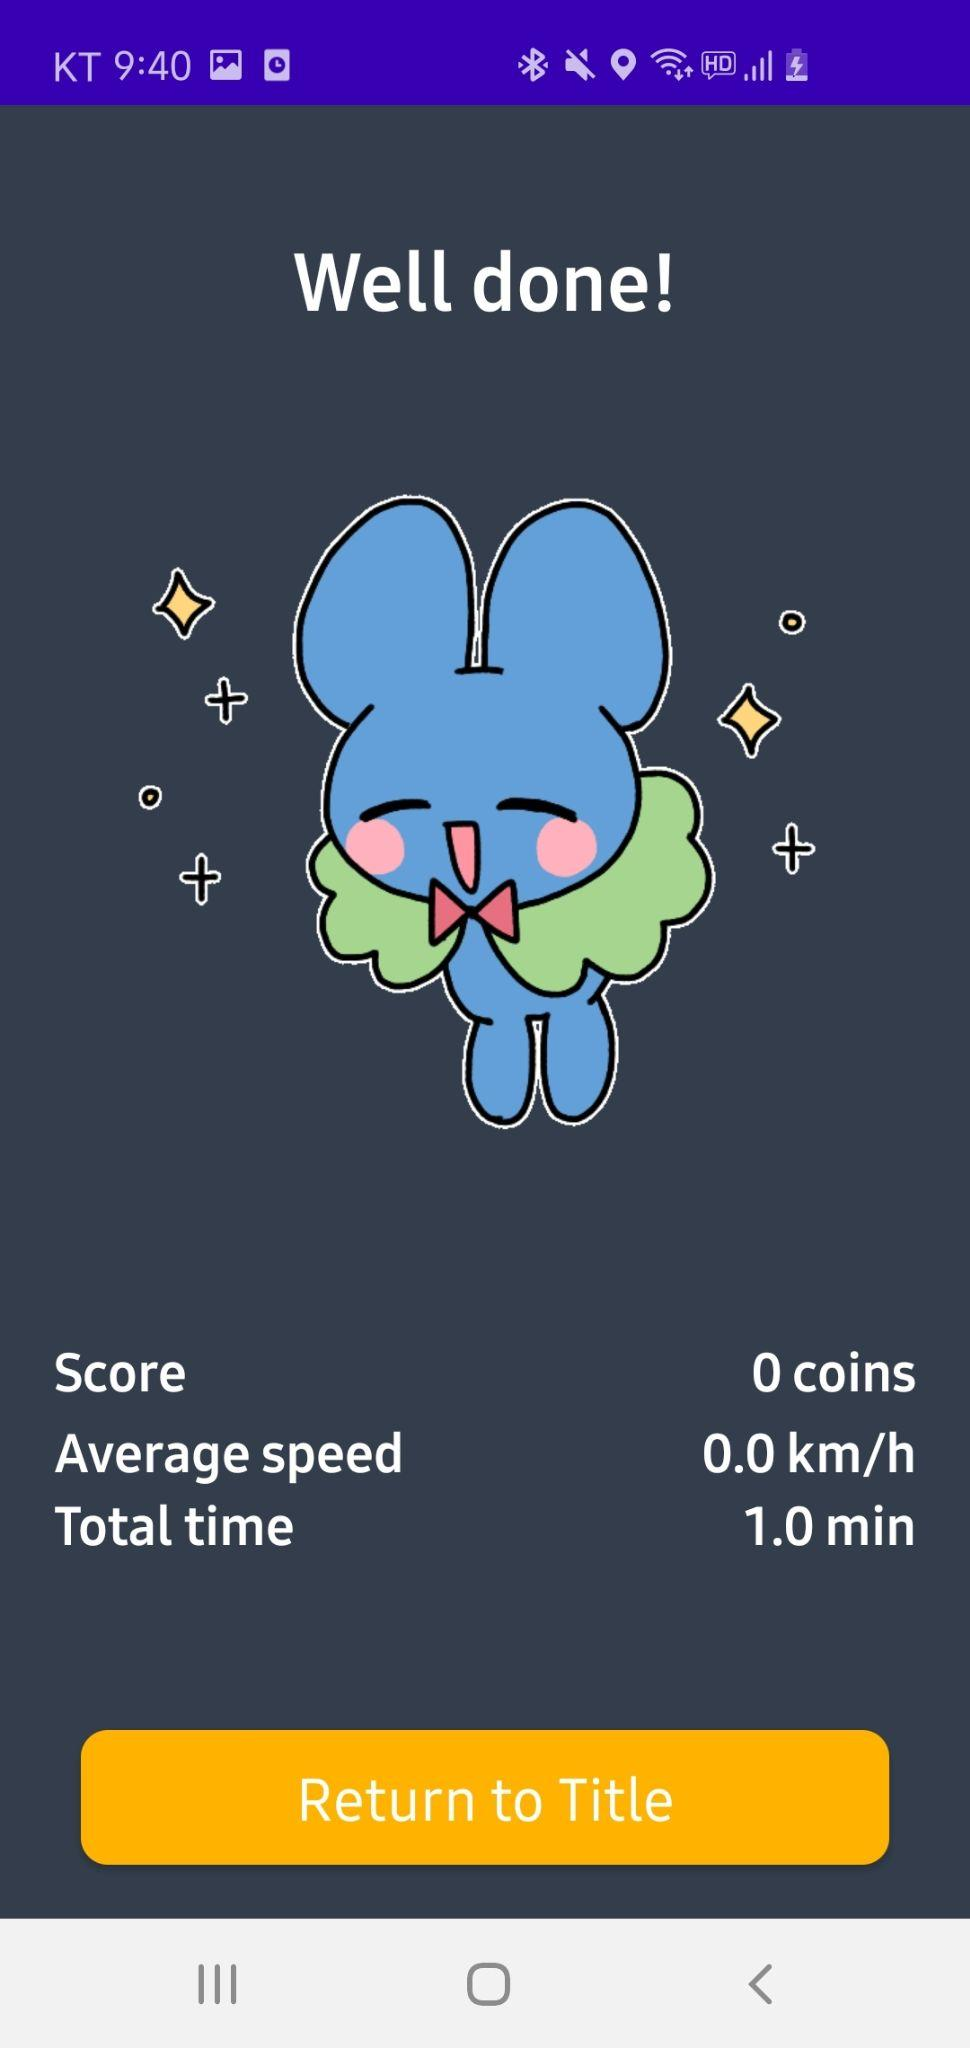 KT 9:40 HD
Well done!
Score 0 coins
Average speed 0.0 km/h
Total time 1.0 min
Return to Title